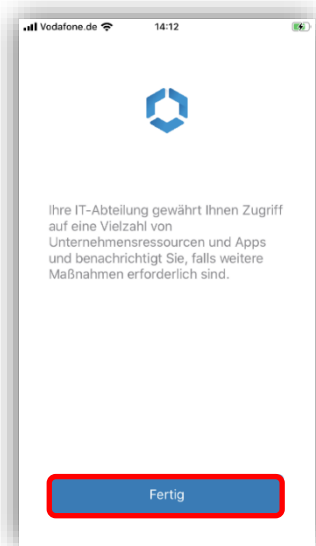 Vodafone.de 14:12
Ihre IT-Abteilung gewährt Ihnen Zugriff
auf eine Vielzahl von
Unternehmensressourcen und Apps
und benachrichtigt Sie, falls weitere
Maßnahmen erforderlich sind.
Fertig